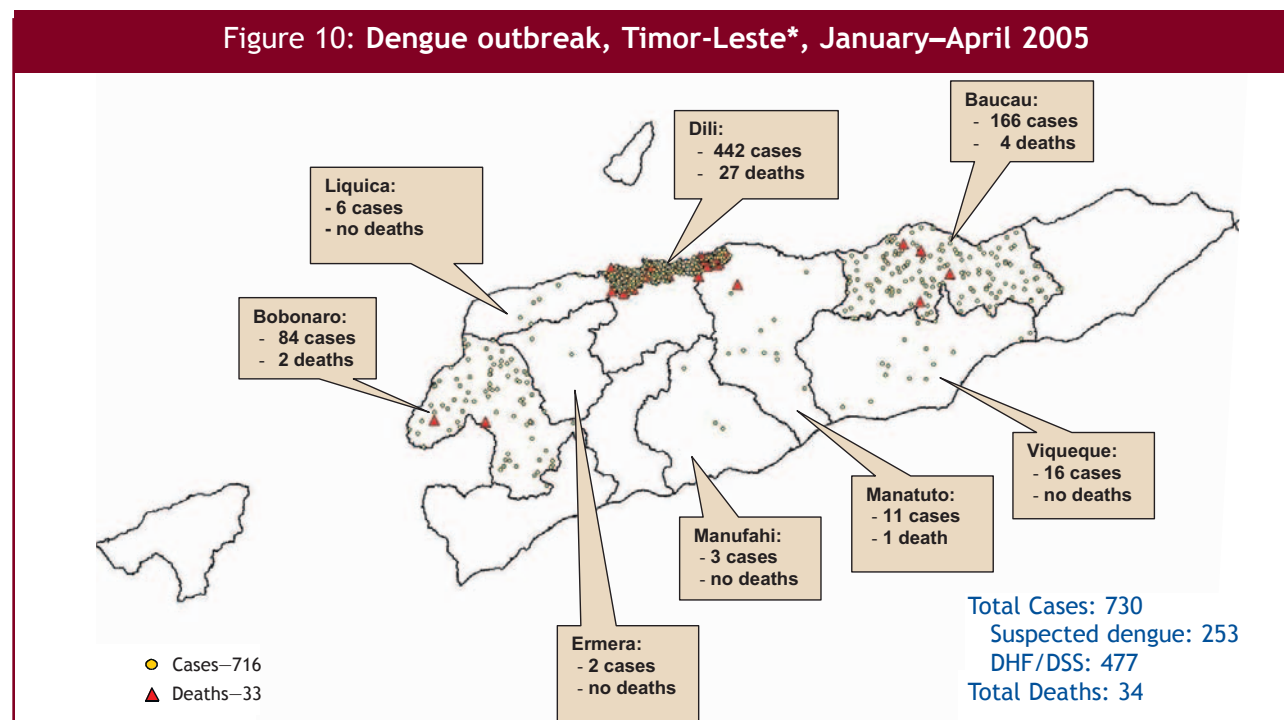 Figure 10: Dengue outbreak, Timor-Leste*, January–April 2005
Baucau:
- 166 cases
- 4 deaths
Dili:
- 442 cases
- 27 deaths
Liquica:
- 6 cases
- no deaths
Bobonaro:
- 84 cases
- 2 deaths
Viqueque:
- 16 cases
- no deaths
Manatuto:
- 11 cases
- 1 death
Manufahi:
- 3 cases
- no deaths
Ermera:
- 2 cases
- no deaths
Cases–716
Deaths–33
Total Cases: 730
Suspected dengue: 253
DHF/DSS: 477
Total Deaths: 34